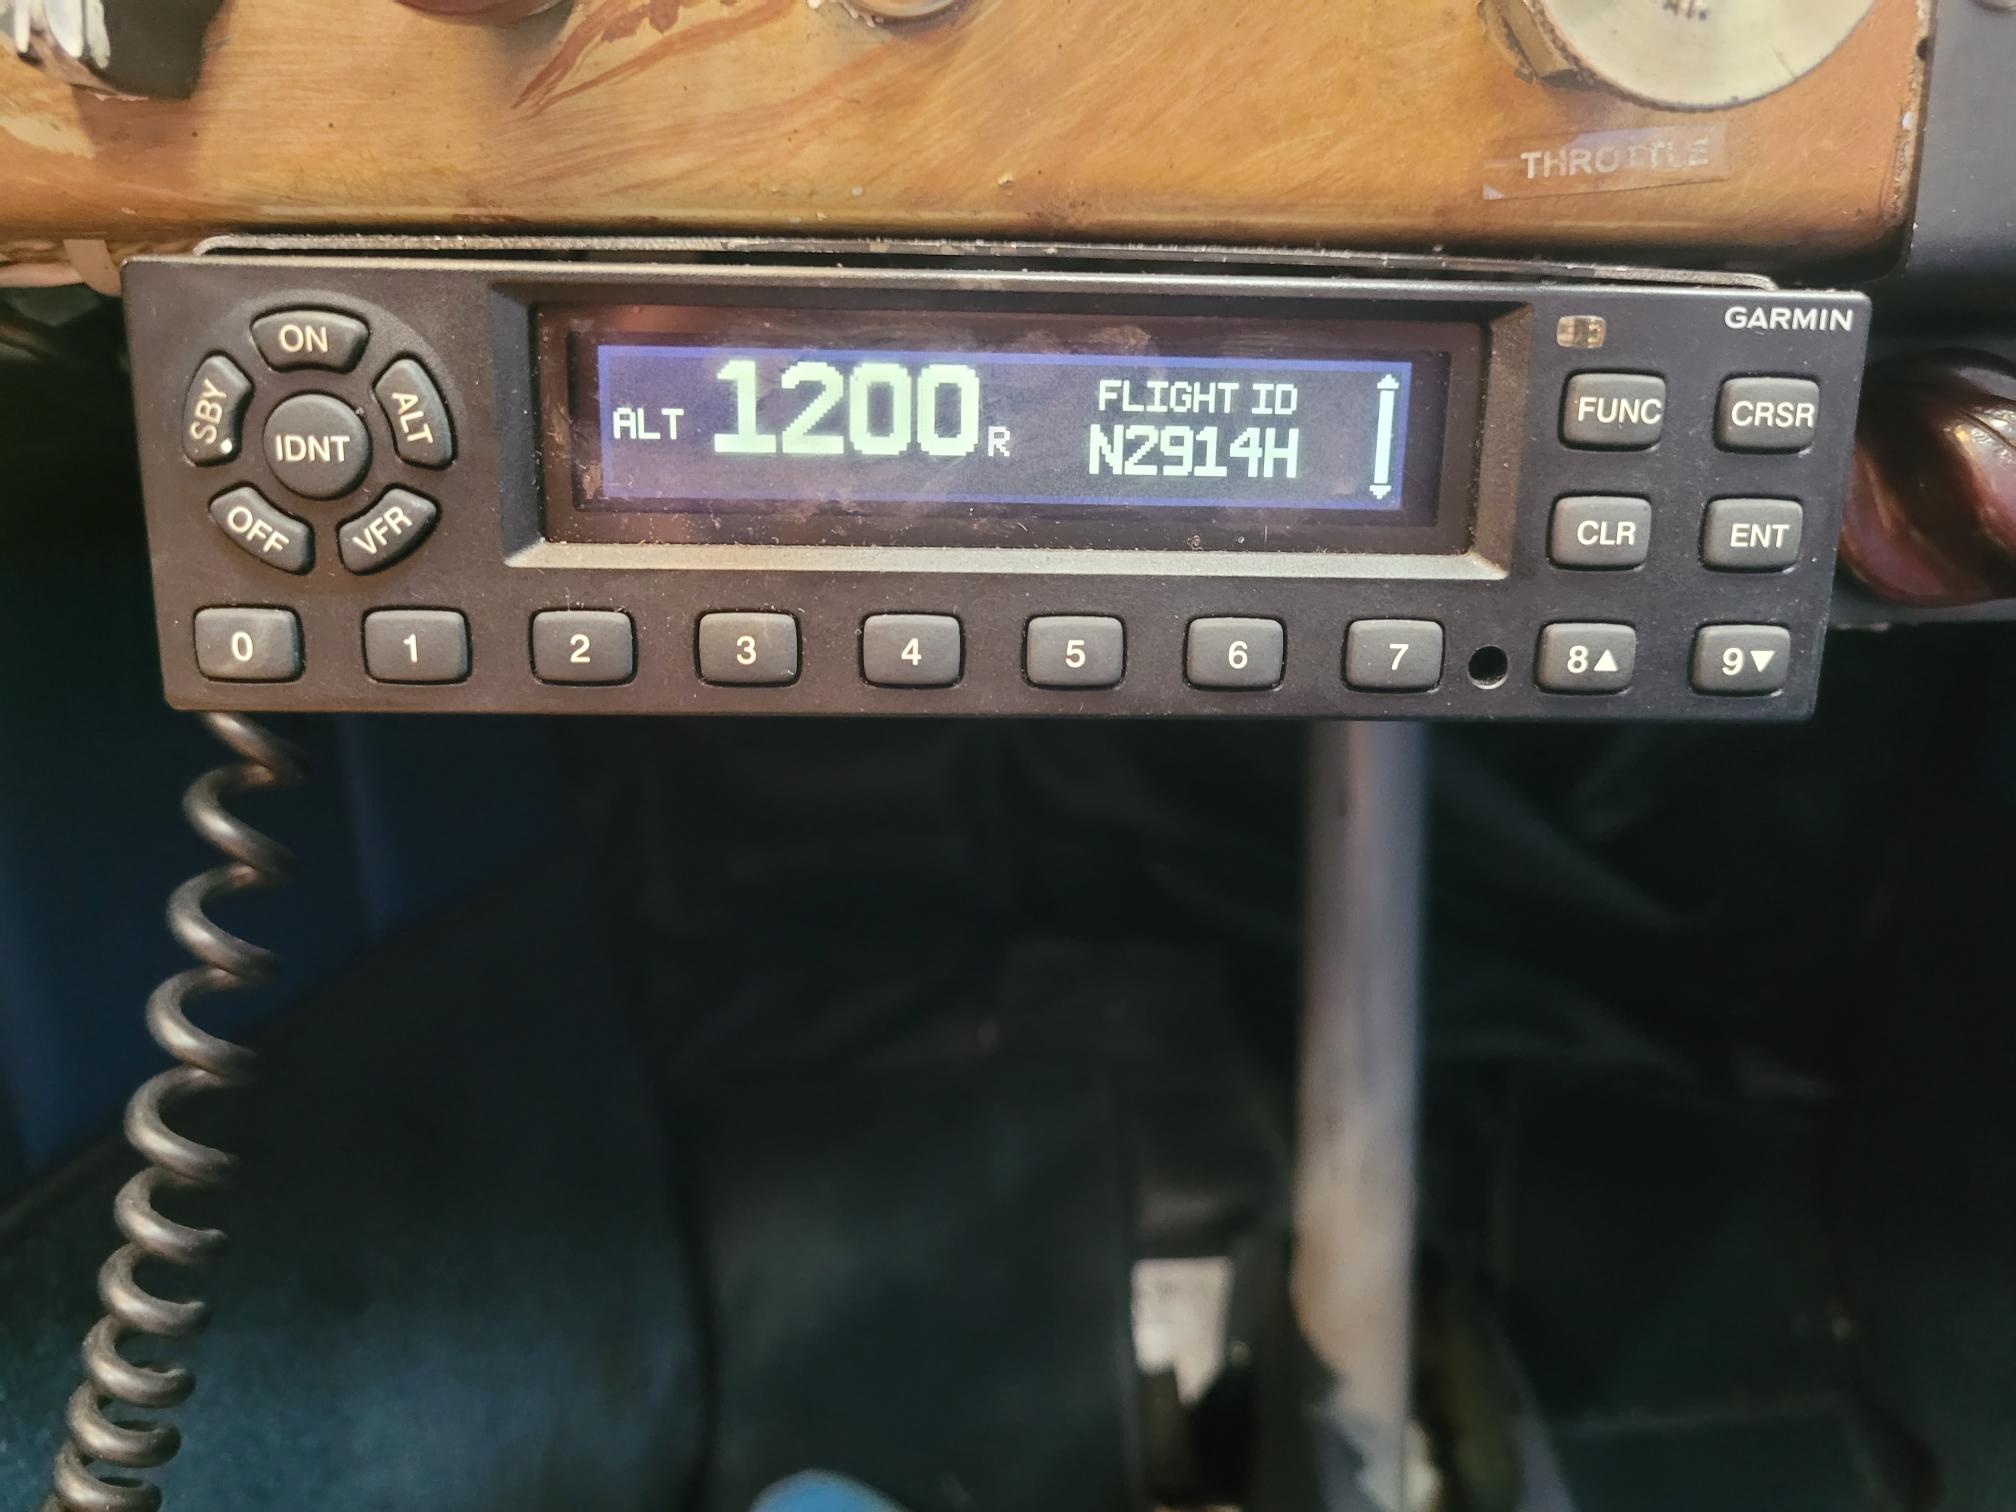 THROTTLE
GARMIN
ON
SBY
ALT
IDNT
OFF
VFR
ALT 1200 R
FLIGHT ID
N2914H
FUNC
CRSR
CLR
ENT
0 1 2 3 4 5 6 7 8▲ 9▼